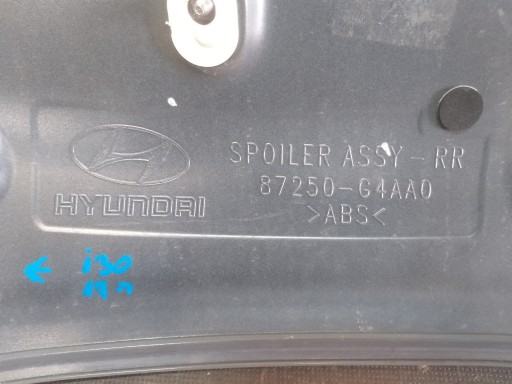 SPOILER ASSY-RR
87250-G4AA0
HYUNDAI
>ABS<
← i30